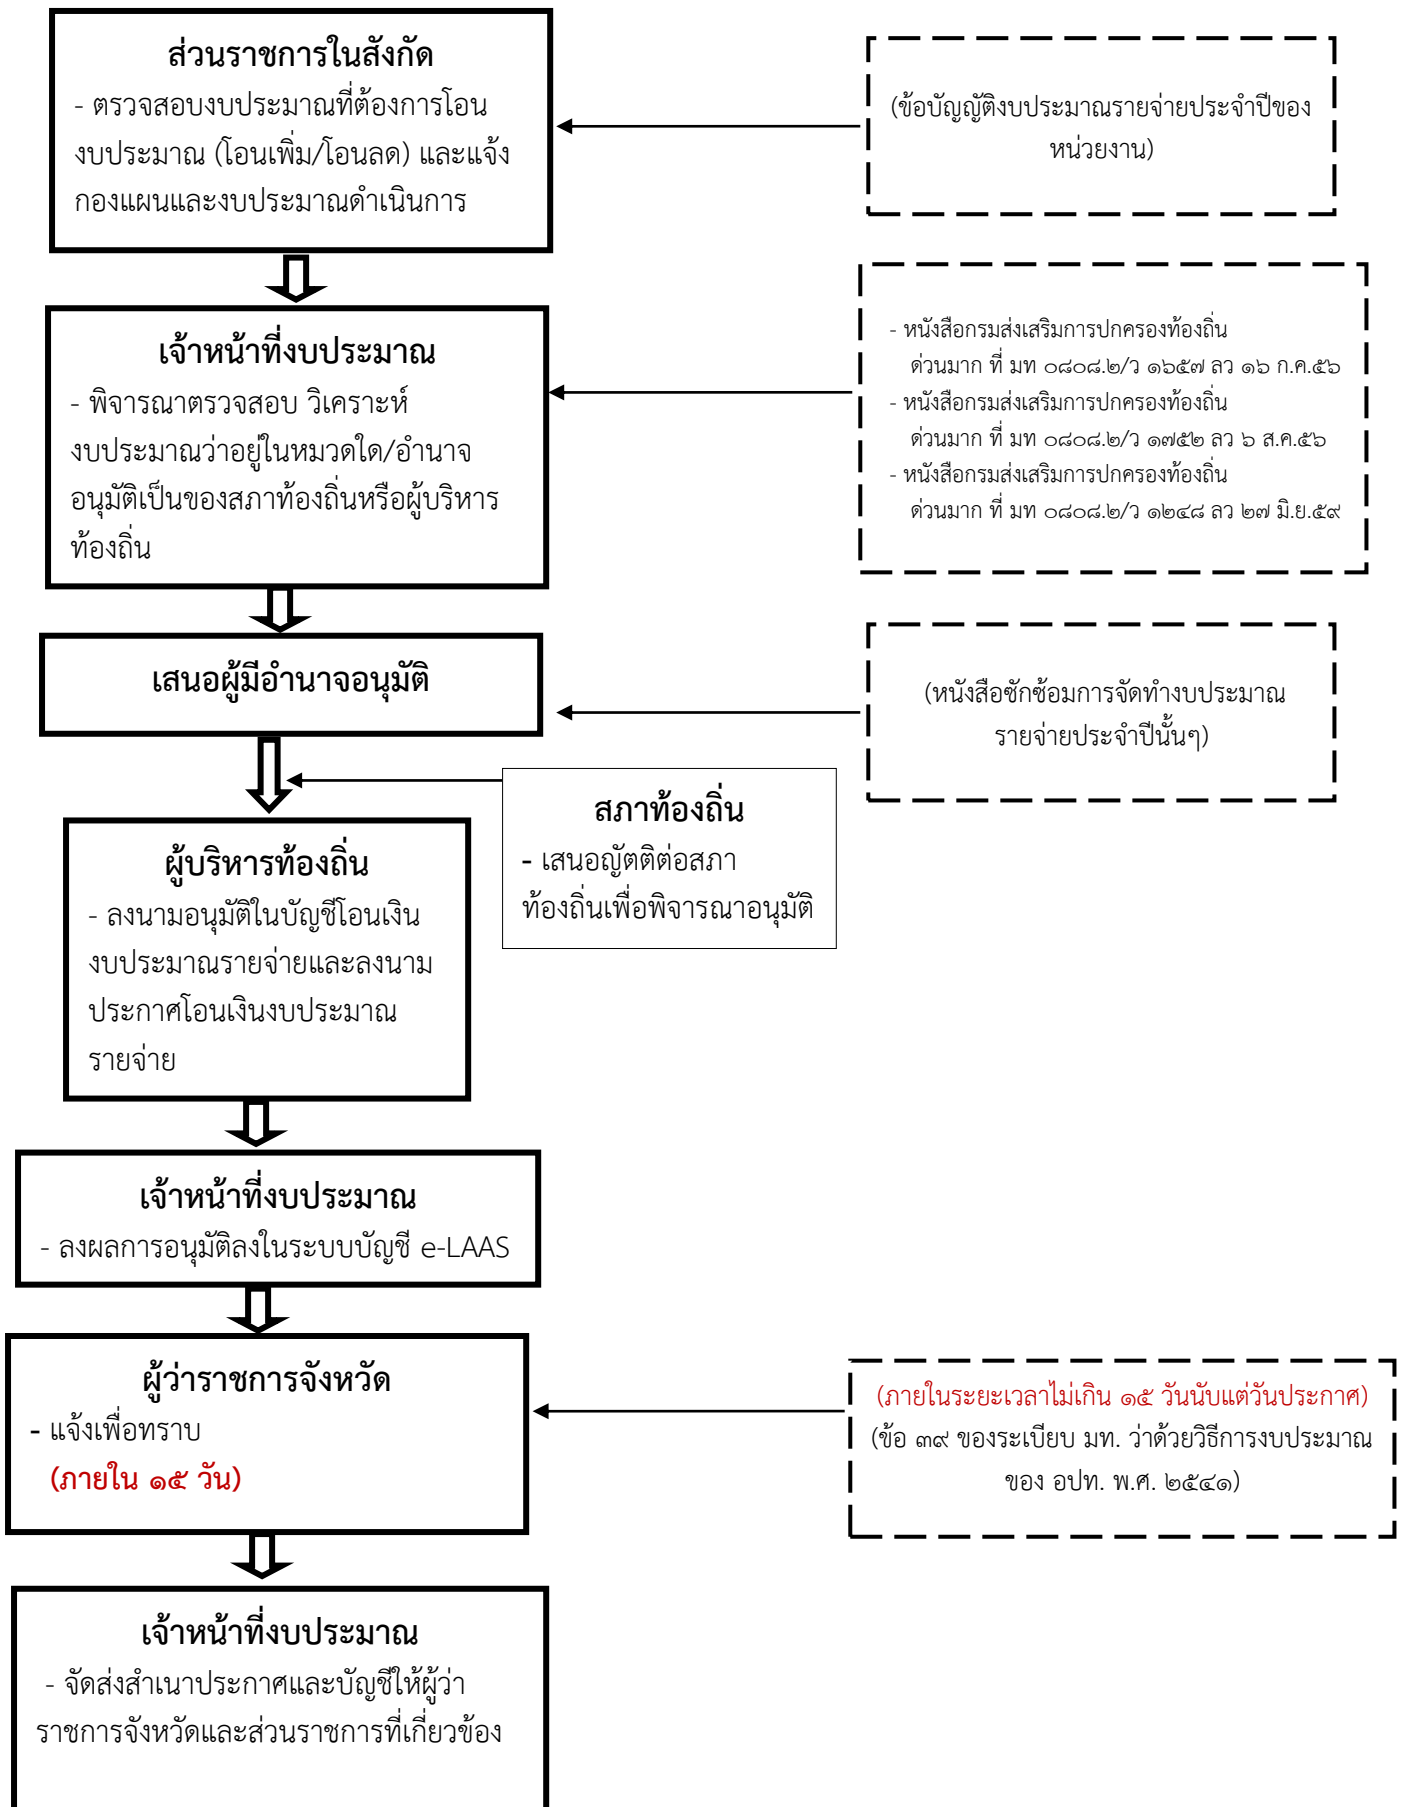 ส่วนราชการในสังกัด
- ตรวจสอบงบประมาณที่ต้องการโอน
งบประมาณ (โอนเพิ่ม/โอนลด) และแจ้ง
กองแผนและงบประมาณดำเนินการ
(ข้อบัญญัติงบประมาณรายจ่ายประจำปีของ
หน่วยงาน)
เจ้าหน้าที่งบประมาณ
- พิจารณาตรวจสอบ วิเคราะห์
งบประมาณว่าอยู่ในหมวดใด/อำนาจ
อนุมัติเป็นของสภาท้องถิ่นหรือผู้บริหาร
ท้องถิ่น
- หนังสือกรมส่งเสริมการปกครองท้องถิ่น
ด่วนมาก ที่ มท ๐๘๐๘.๒/ว ๑๖๕๗ ลว ๑๖ ก.ค.๕๖
- หนังสือกรมส่งเสริมการปกครองท้องถิ่น
ด่วนมาก ที่ มท ๐๘๐๘.๒/ว ๑๗๕๒ ลว ๖ ส.ค.๕๖
- หนังสือกรมส่งเสริมการปกครองท้องถิ่น
ด่วนมาก ที่ มท ๐๘๐๘.๒/ว ๑๒๔๘ ลว ๒๗ มิ.ย.๕๙
เสนอผู้มีอำนาจอนุมัติ
(หนังสือซักซ้อมการจัดทำงบประมาณ
รายจ่ายประจำปีนั้นๆ)
สภาท้องถิ่น
- เสนอญัตติต่อสภา
ท้องถิ่นเพื่อพิจารณาอนุมัติ
ผู้บริหารท้องถิ่น
- ลงนามอนุมัติในบัญชีโอนเงิน
งบประมาณรายจ่ายและลงนาม
ประกาศโอนเงินงบประมาณ
รายจ่าย
เจ้าหน้าที่งบประมาณ
- ลงผลการอนุมัติลงในระบบบัญชี e-LAAS
ผู้ว่าราชการจังหวัด
- แจ้งเพื่อทราบ
(ภายใน ๑๕ วัน)
(ภายในระยะเวลาไม่เกิน ๑๕ วันนับแต่วันประกาศ)
(ข้อ ๓๙ ของระเบียบ มท. ว่าด้วยวิธีการงบประมาณ
ของ อปท. พ.ศ. ๒๕๔๑)
เจ้าหน้าที่งบประมาณ
- จัดส่งสำเนาประกาศและบัญชีให้ผู้ว่า
ราชการจังหวัดและส่วนราชการที่เกี่ยวข้อง